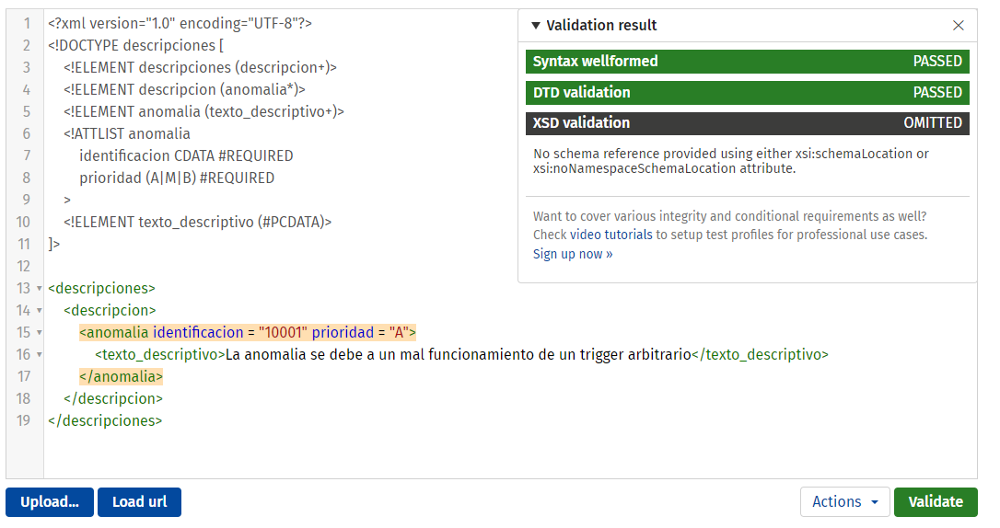 1 <?xml version="1.0" encoding="UTF-8"?>
2 <!DOCTYPE descripciones [
3 <!ELEMENT descripciones (descripcion+)>
4 <!ELEMENT descripcion (anomalia*)>
5 <!ELEMENT anomalia (texto_descriptivo+)>
6 <!ATTLIST anomalia
7 identificacion CDATA #REQUIRED
8 prioridad (A|M|B) #REQUIRED
9 >
10 <!ELEMENT texto_descriptivo (#PCDATA)>
11 ]>
12
13 <descripciones>
14 <descripcion>
15 <anomalia identificacion = "10001" prioridad = "A">
16 <texto_descriptivo>La anomalia se debe a un mal funcionamiento de un trigger arbitrario</texto_descriptivo>
17 </anomalia>
18 </descripcion>
19 </descripciones>
Validation result
Syntax wellformed PASSED
DTD validation PASSED
XSD validation OMITTED
No schema reference provided using either xsi:schemaLocation or
xsi:noNamespaceSchemaLocation attribute.
Want to cover various integrity and conditional requirements as well?
Check video tutorials to setup test profiles for professional use cases.
Sign up now »
Upload... Load url Actions Validate